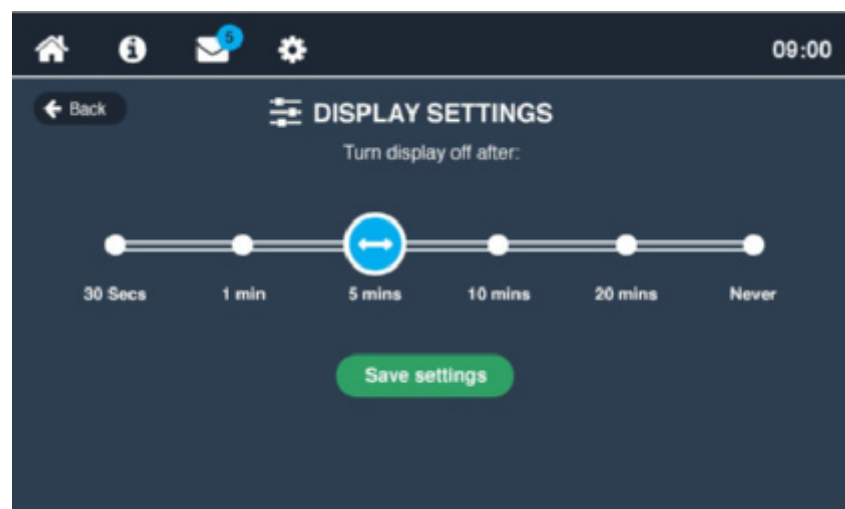 5
09:00
Back
DISPLAY SETTINGS
Turn display off after:
30 Secs 1 min 5 mins 10 mins 20 mins Never
Save settings